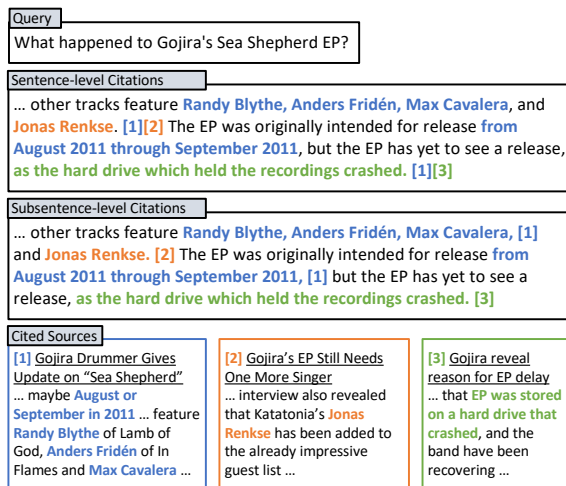 Query
What happened to Gojira's Sea Shepherd EP?
Sentence-level Citations
... other tracks feature Randy Blythe, Anders Fridén, Max Cavalera, and
Jonas Renkse. [1][2] The EP was originally intended for release from
August 2011 through September 2011, but the EP has yet to see a release,
as the hard drive which held the recordings crashed. [1][3]
Subsentence-level Citations
... other tracks feature Randy Blythe, Anders Fridén, Max Cavalera, [1]
and Jonas Renkse. [2] The EP was originally intended for release from
August 2011 through September 2011, [1] but the EP has yet to see a
release, as the hard drive which held the recordings crashed. [3]
Cited Sources
[1] Gojira Drummer Gives
Update on “Sea Shepherd”
... maybe August or
September in 2011 ... feature
Randy Blythe of Lamb of
God, Anders Fridén of In
Flames and Max Cavalera ...
[2] Gojira’s EP Still Needs
One More Singer
... interview also revealed
that Katatonia’s Jonas
Renkse has been added to
the already impressive
guest list ...
[3] Gojira reveal
reason for EP delay
... that EP was stored
on a hard drive that
crashed, and the
band have been
recovering ...